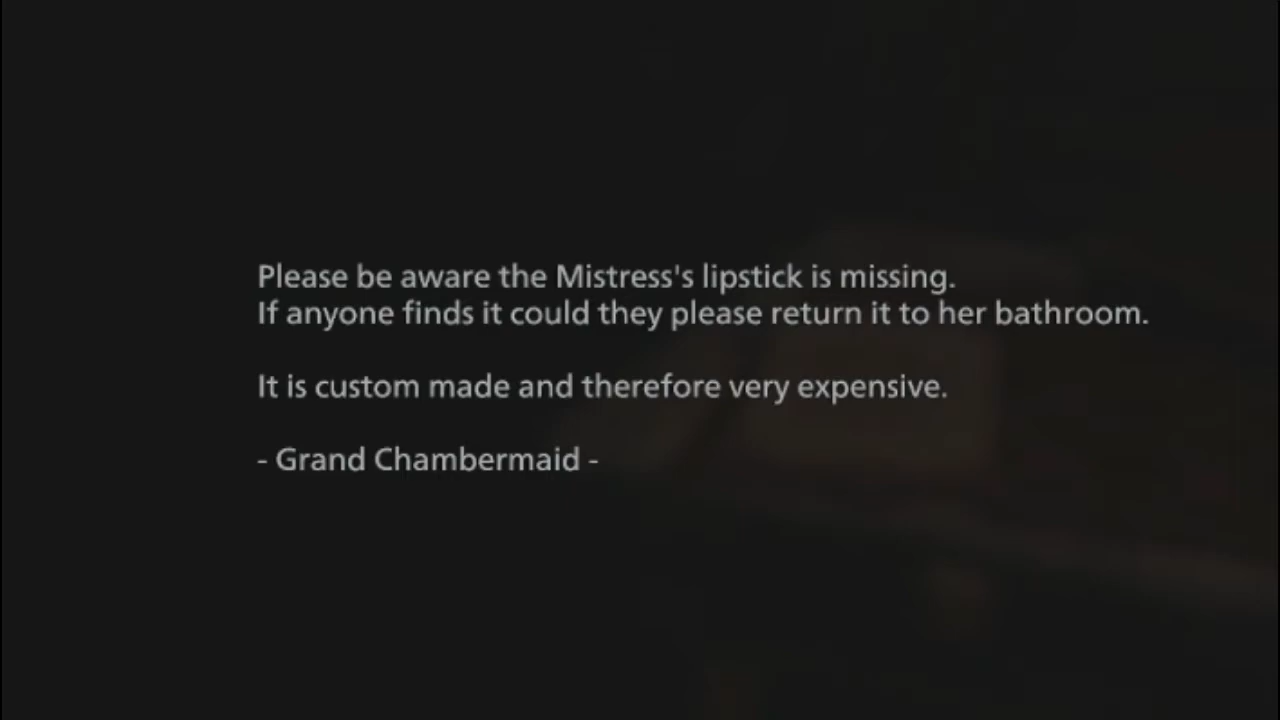 Please be aware the Mistress's lipstick is missing.
If anyone finds it could they please return it to her bathroom.
It is custom made and therefore very expensive.
- Grand Chambermaid -